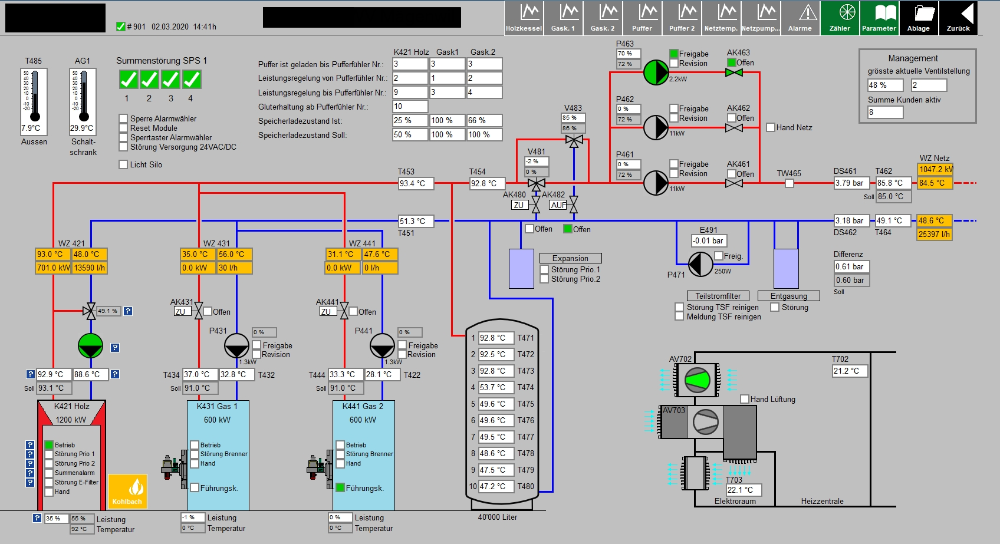 # 901 02.03.2020 14:41h
Holzkessel Gask. 1 Gask. 2 Puffer Puffer 2 Netztemp. Netzpump... Alarme Zähler Parameter Ablage Zurück
T485 AG1
50 50
40 40
30 30
20 20
10 10
0 0
-10 -10
-20 -20
7.9°C 29.9°C
Aussen Schalt-
schrank
Summenstörung SPS 1
1 2 3 4
Sperre Alarmwähler
Reset Module
Sperrtaster Alarmwähler
Störung Versorgung 24VAC/DC
Licht Silo
K421 Holz Gask1 Gask.2
Puffer ist geladen bis Pufferfühler Nr.: 3 3 3
Leistungsregelung von Pufferfühler Nr.: 2 1 2
Leistungsregelung bis Pufferfühler Nr.: 9 3 4
Gluterhaltung ab Pufferfühler Nr.: 10
Speicherladezustand Ist: 25 % 100 % 66 %
Speicherladezustand Soll: 50 % 100 % 100 %
P463
70 %
72 %
2.2kW
Freigabe
Revision
AK463
Offen
P462
0 %
72 %
11kW
Freigabe
Revision
AK462
Offen
Hand Netz
P461
0 %
72 %
11kW
Freigabe
Revision
AK461
Offen
Management
grösste aktuelle Ventilstellung
48 % 2
Summe Kunden aktiv
8
V483
85 %
86 %
V481
-2 %
0 %
T453
93.4 °C
T454
92.8 °C
AK480
ZU
AK482
AUF
Offen
Offen
TW465
DS461
3.79 bar
T462
85.8 °C
Soll 85.0 °C
WZ Netz
1047.2 kW
84.5 °C
51.3 °C
T451
3.18 bar
DS462
49.1 °C
T464
48.6 °C
25397 l/h
Differenz
0.61 bar
0.60 bar
Soll
E491
-0.01 bar
Freig.
P471
250W
Expansion
Störung Prio.1
Störung Prio.2
Teilstromfilter
Störung TSF reinigen
Meldung TSF reinigen
Entgasung
Störung
WZ 421
93.0 °C 48.0 °C
701.0 kW 13590 l/h
49.1 % ?
?
? 92.9 °C 88.6 °C ?
Soll 93.1 °C
K421 Holz
1200 kW
? Betrieb
? Störung Prio 1
? Störung Prio 2
? Summenalarm
? Störung E-Filter
Hand
Kohlbach
? 35 % 55 % Leistung
92 °C Temperatur
WZ 431
35.0 °C 56.0 °C
0.0 kW 30 l/h
AK431
ZU
Offen
P431
0 %
Freigabe
Revision
1.3kW
T434 37.0 °C 32.8 °C T432
Soll 91.0 °C
K431 Gas 1
600 kW
Betrieb
Störung Brenner
Hand
Führungsk.
-1 % Leistung
0 °C Temperatur
WZ 441
31.1 °C 47.6 °C
0.0 kW 0 l/h
AK441
ZU
Offen
P441
0 %
Freigabe
Revision
1.3kW
T444 33.3 °C 28.1 °C T422
Soll 91.0 °C
K441 Gas 2
600 kW
Betrieb
Störung Brenner
Hand
Führungsk.
0 % Leistung
0 °C Temperatur
1 92.8 °C T471
2 92.5 °C T472
3 92.8 °C T473
4 53.7 °C T474
5 49.6 °C T475
6 49.6 °C T476
7 49.5 °C T477
8 48.6 °C T478
9 47.5 °C T479
10 47.2 °C T480
40'000 Liter
AV702
AV703
Hand Lüftung
T702
21.2 °C
T703
22.1 °C
Elektroraum
Heizzentrale